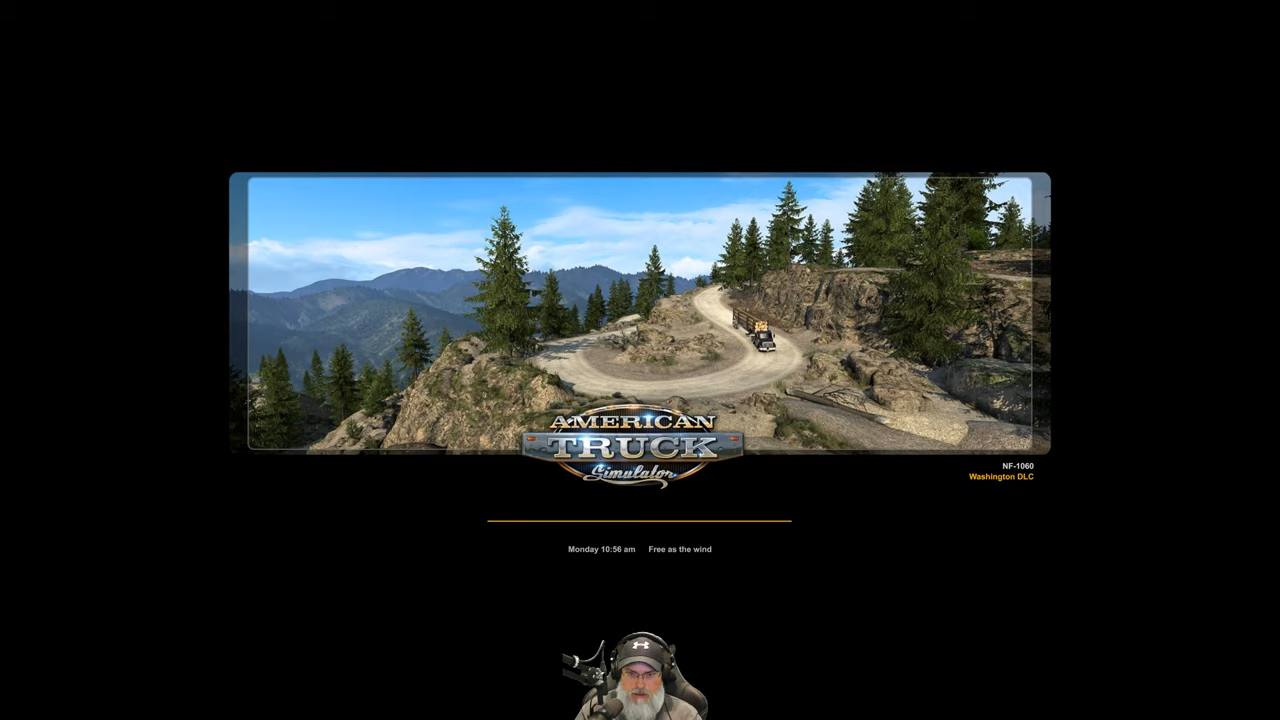 AMERICAN
TRUCK
Simulator
NF-1060
Washington DLC
Monday 10:56 am Free as the wind